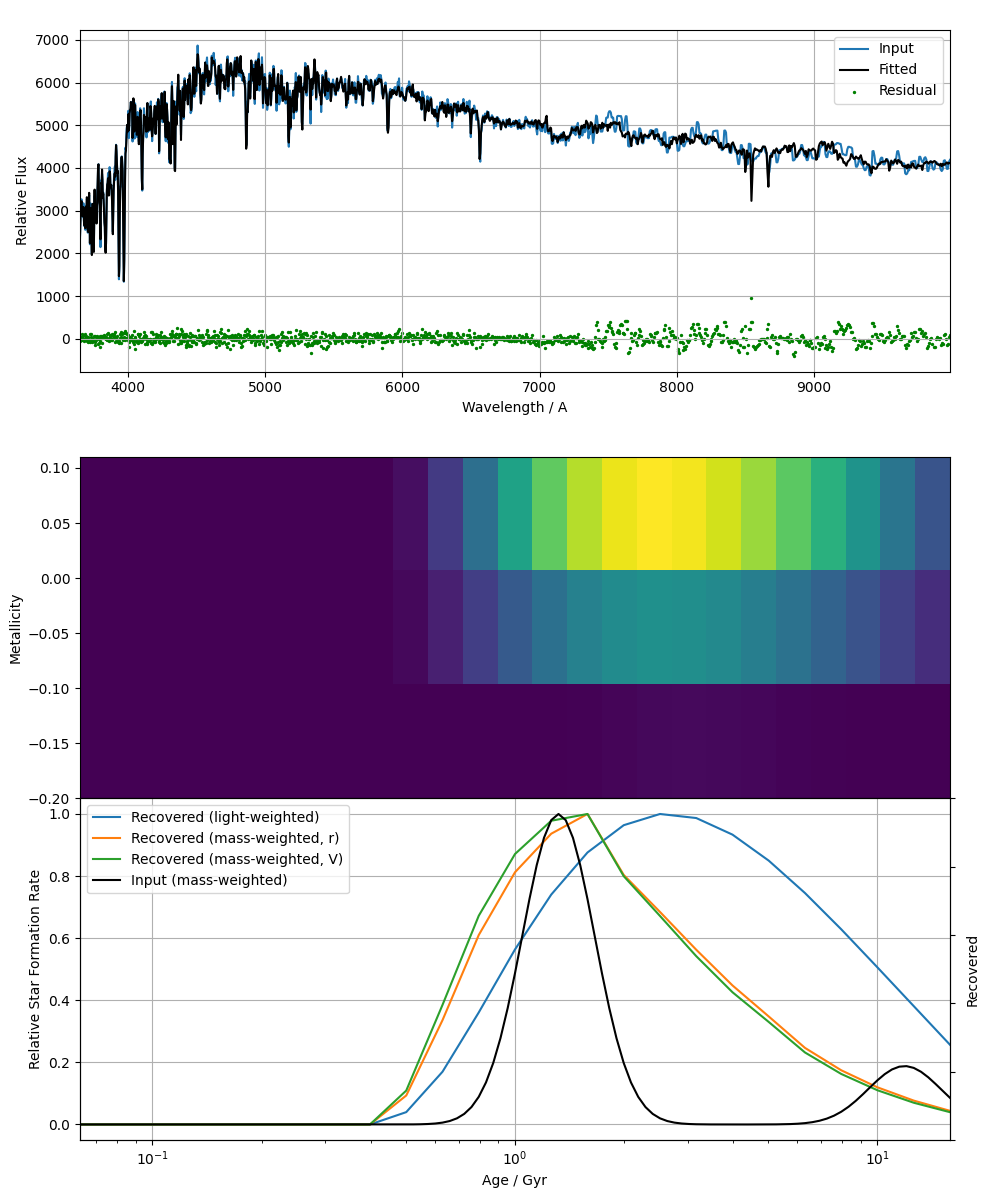 7000
6000
5000
4000
3000
2000
1000
0
Relative Flux
Input
Fitted
Residual
4000
5000
6000
7000
8000
9000
Wavelength / A
0.10
0.05
0.00
−0.05
−0.10
−0.15
−0.20
Metallicity
1.0
0.8
0.6
0.4
0.2
0.0
Relative Star Formation Rate
Recovered (light-weighted)
Recovered (mass-weighted, r)
Recovered (mass-weighted, V)
Input (mass-weighted)
Recovered
10⁻¹
10⁰
10¹
Age / Gyr